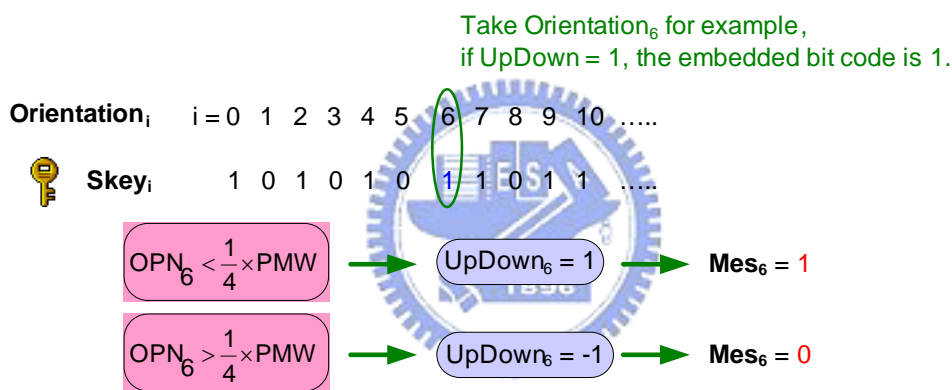 Take Orientation₆ for example,
if UpDown = 1, the embedded bit code is 1.
Orientationᵢ i = 0 1 2 3 4 5 6 7 8 9 10 .....
Skeyᵢ 1 0 1 0 1 0 1 1 0 1 1 .....
OPN₆ < 1/4 × PMW UpDown₆ = 1 Mes₆ = 1
1896
OPN₆ > 1/4 × PMW UpDown₆ = -1 Mes₆ = 0